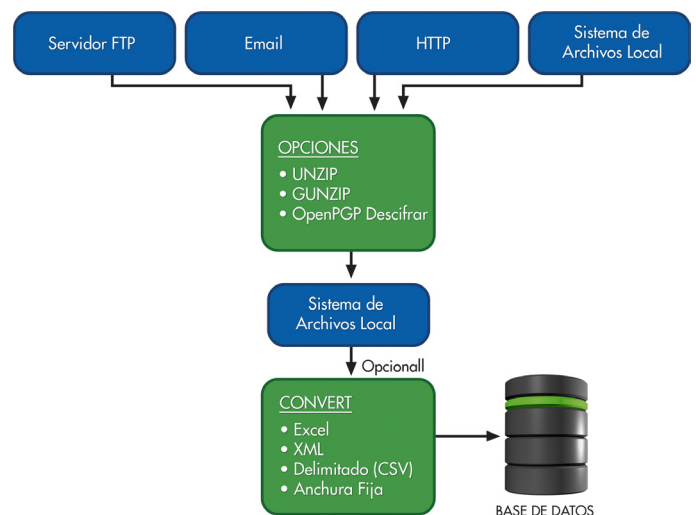 Servidor FTP
Email
HTTP
Sistema de
Archivos Local
OPCIONES
• UNZIP
• GUNZIP
• OpenPGP Descifrar
Sistema de
Archivos Local
Opcionall
CONVERT
• Excel
• XML
• Delimitado (CSV)
• Anchura Fija
BASE DE DATOS